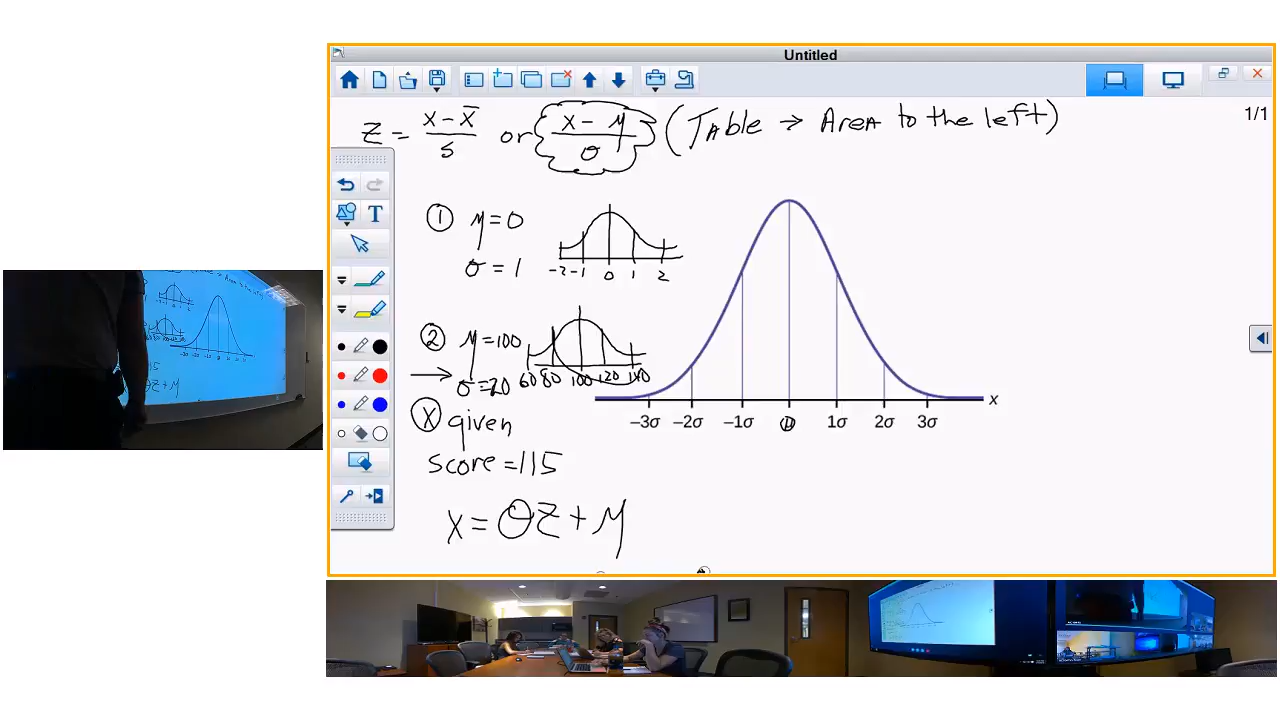 Untitled
1/1
Z = x - x̄ / s or x - μ / σ (Table → Area to the left)
① μ = 0
σ = 1
-2 -1 0 1 2
② μ = 100
→ σ = 20
60 80 100 120 140
Ⓧ given
score = 115
x = σZ + μ
−3σ −2σ −1σ 0 1σ 2σ 3σ
x
T